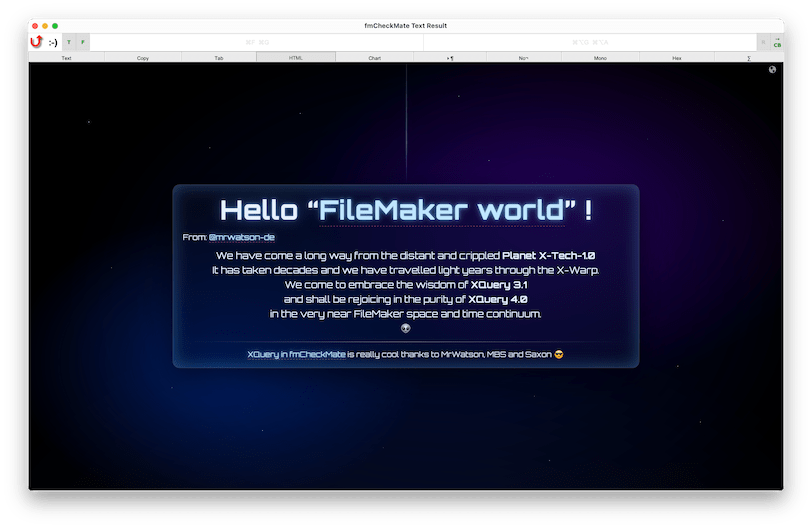 fmCheckMate Text Result
:-) T F
CB
Text Copy Tab HTML Chart Mono Hex Σ
Hello “FileMaker world” !
From: @mrwatson-de
We have come a long way from the distant and crippled Planet X-Tech-1.0
It has taken decades and we have travelled light years through the X-Warp.
We come to embrace the wisdom of XQuery 3.1
and shall be rejoicing in the purity of XQuery 4.0
in the very near FileMaker space and time continuum.
👽
XQuery in fmCheckMate is really cool thanks to MrWatson, MBS and Saxon 😎